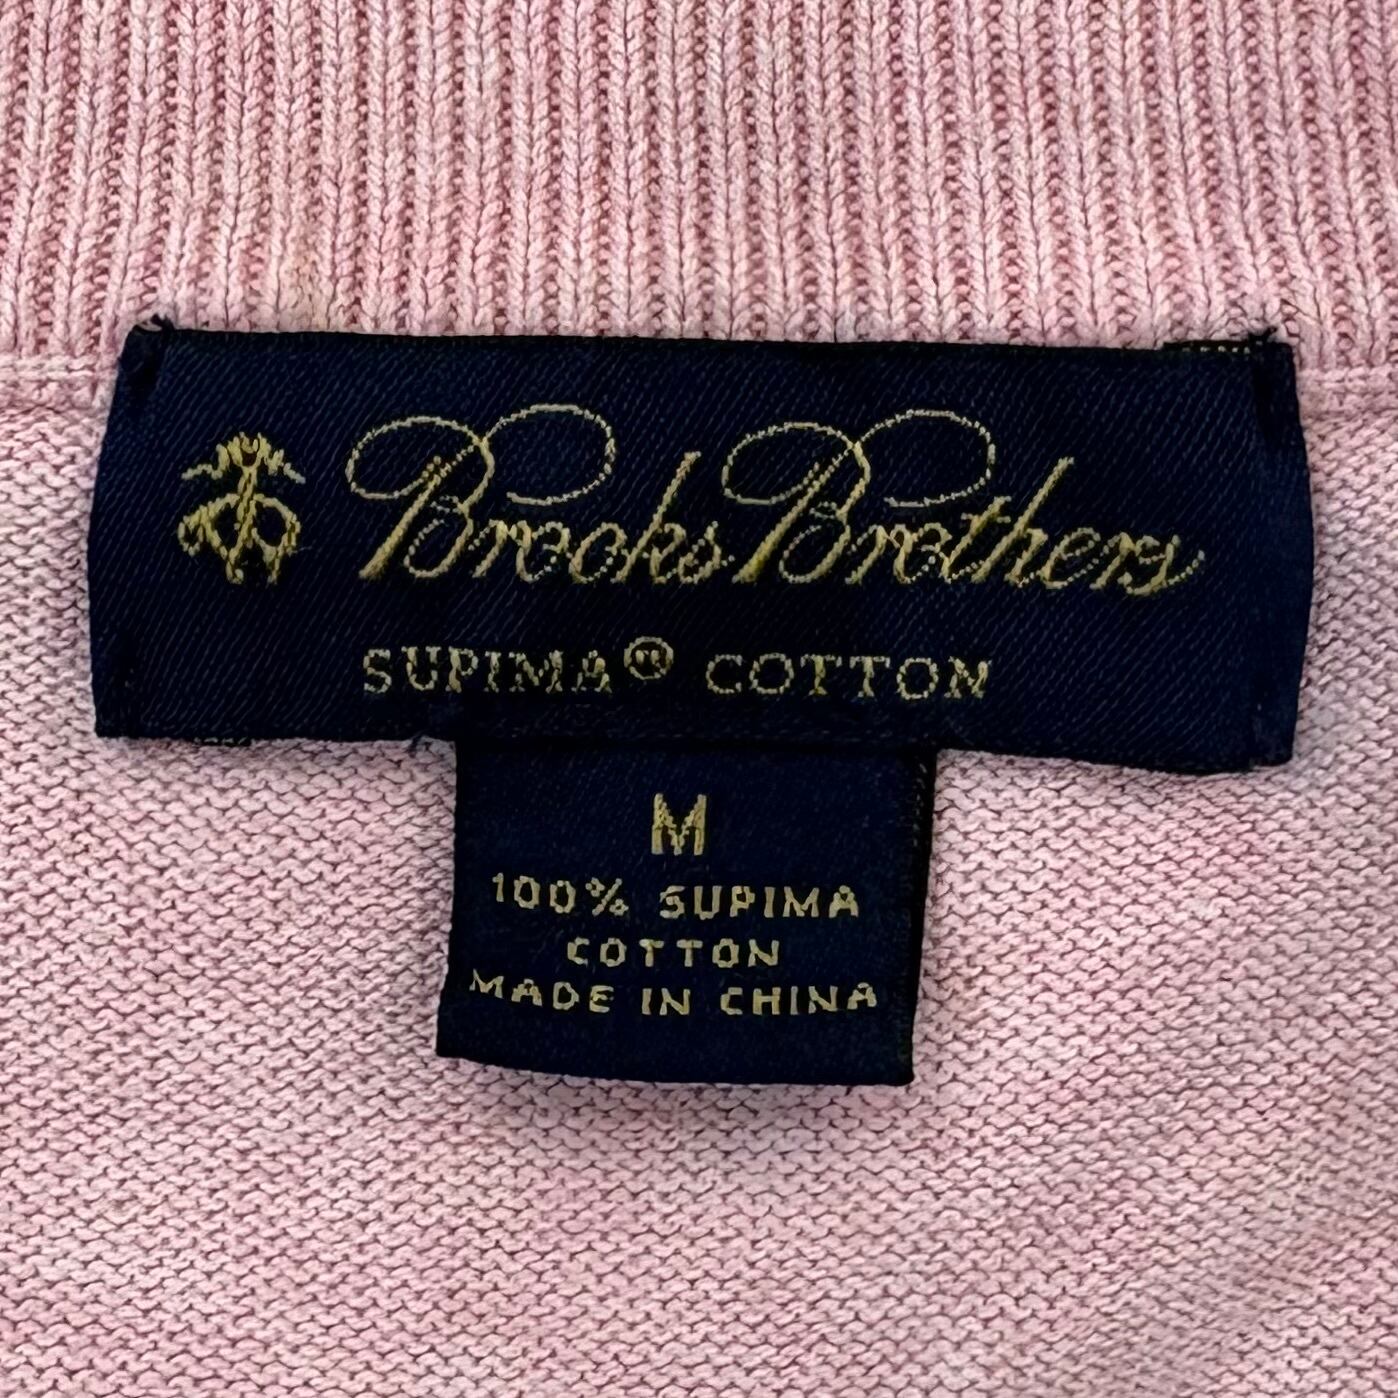 Brooks Brothers
SUPIMA® COTTON
M
100% SUPIMA
COTTON
MADE IN CHINA